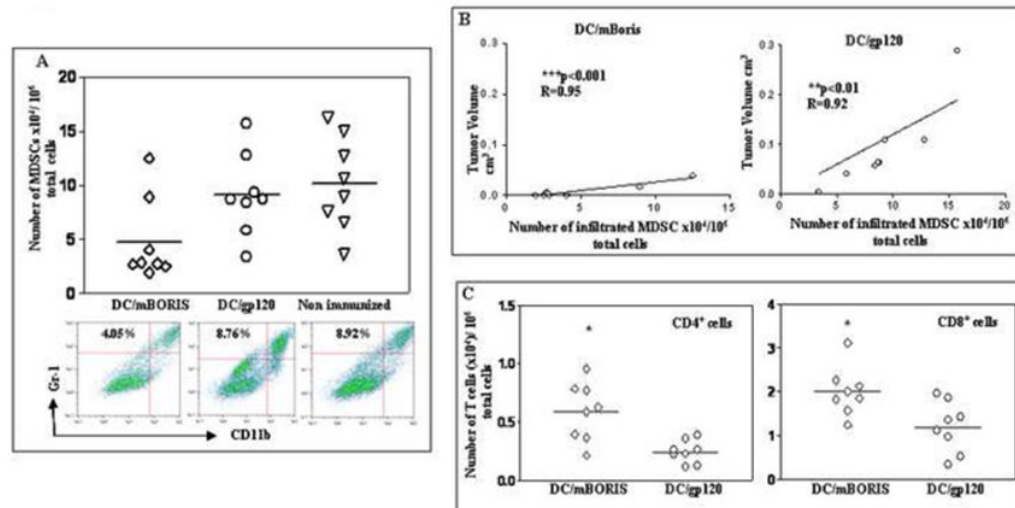 A
Number of MDSCs x10⁴/ 10⁶
total cells
20
15
10
5
0
DC/mBORIS DC/gp120 Non immunized
4.05% 8.76% 8.92%
Gr-1
CD11b
B
DC/mBoris
Tumor Volume
cm³
0.3
0.2
0.1
0.0
***p<0.001
R=0.95
0 5 10 15
Number of infiltrated MDSC x10⁴/10⁶
total cells
DC/gp120
Tumor Volume cm³
0.3
0.2
0.1
0.0
**p<0.01
R=0.92
0 5 10 15 20
Number of infiltrated MDSC x10⁴/10⁶
total cells
C
Number of T cells (x10⁴)/ 10⁶
total cells
1.5
1.0
0.5
0.0
CD4⁺ cells
*
DC/mBORIS DC/gp120
4
3
2
1
0
CD8⁺ cells
*
DC/mBORIS DC/gp120